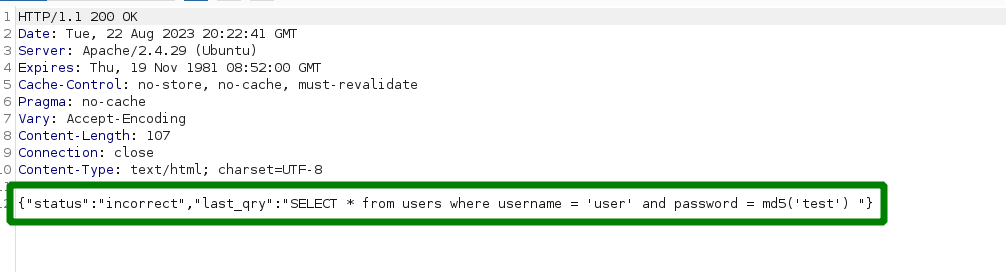 1 HTTP/1.1 200 OK
2 Date: Tue, 22 Aug 2023 20:22:41 GMT
3 Server: Apache/2.4.29 (Ubuntu)
4 Expires: Thu, 19 Nov 1981 08:52:00 GMT
5 Cache-Control: no-store, no-cache, must-revalidate
6 Pragma: no-cache
7 Vary: Accept-Encoding
8 Content-Length: 107
9 Connection: close
10 Content-Type: text/html; charset=UTF-8
{"status":"incorrect","last_qry":"SELECT * from users where username = 'user' and password = md5('test') "}